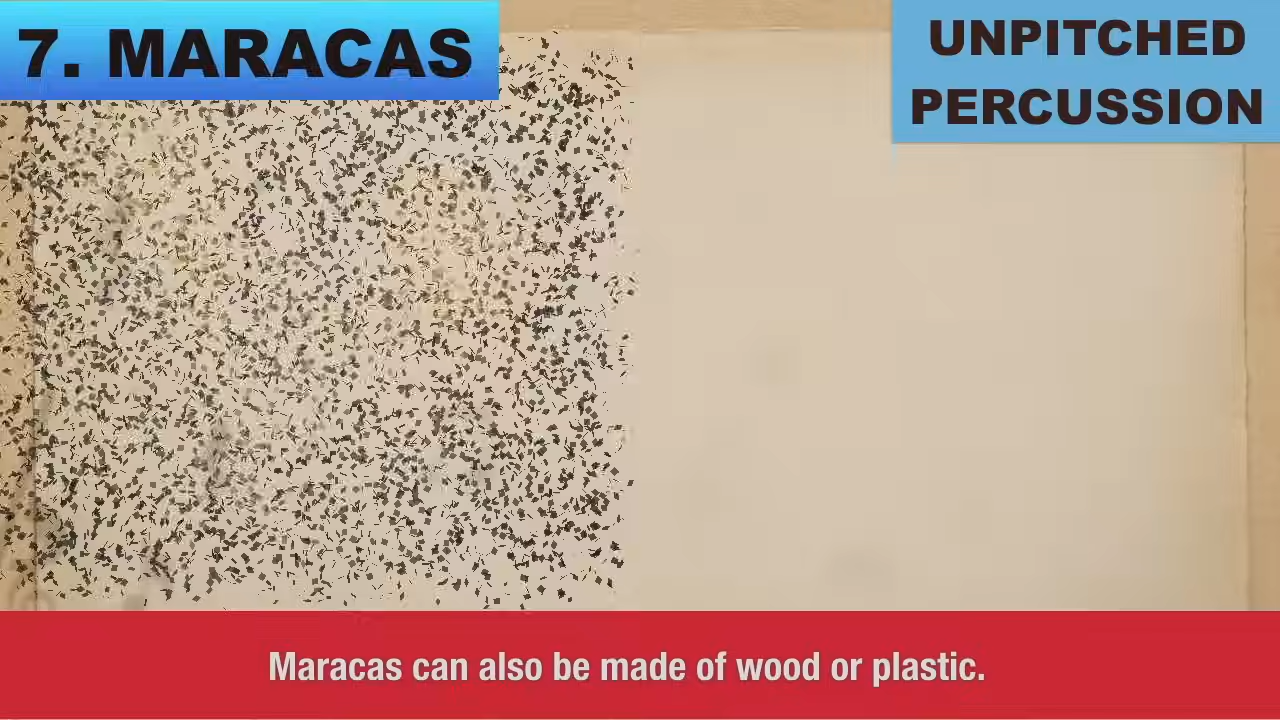 7. MARACAS
UNPITCHED
PERCUSSION
Maracas can also be made of wood or plastic.